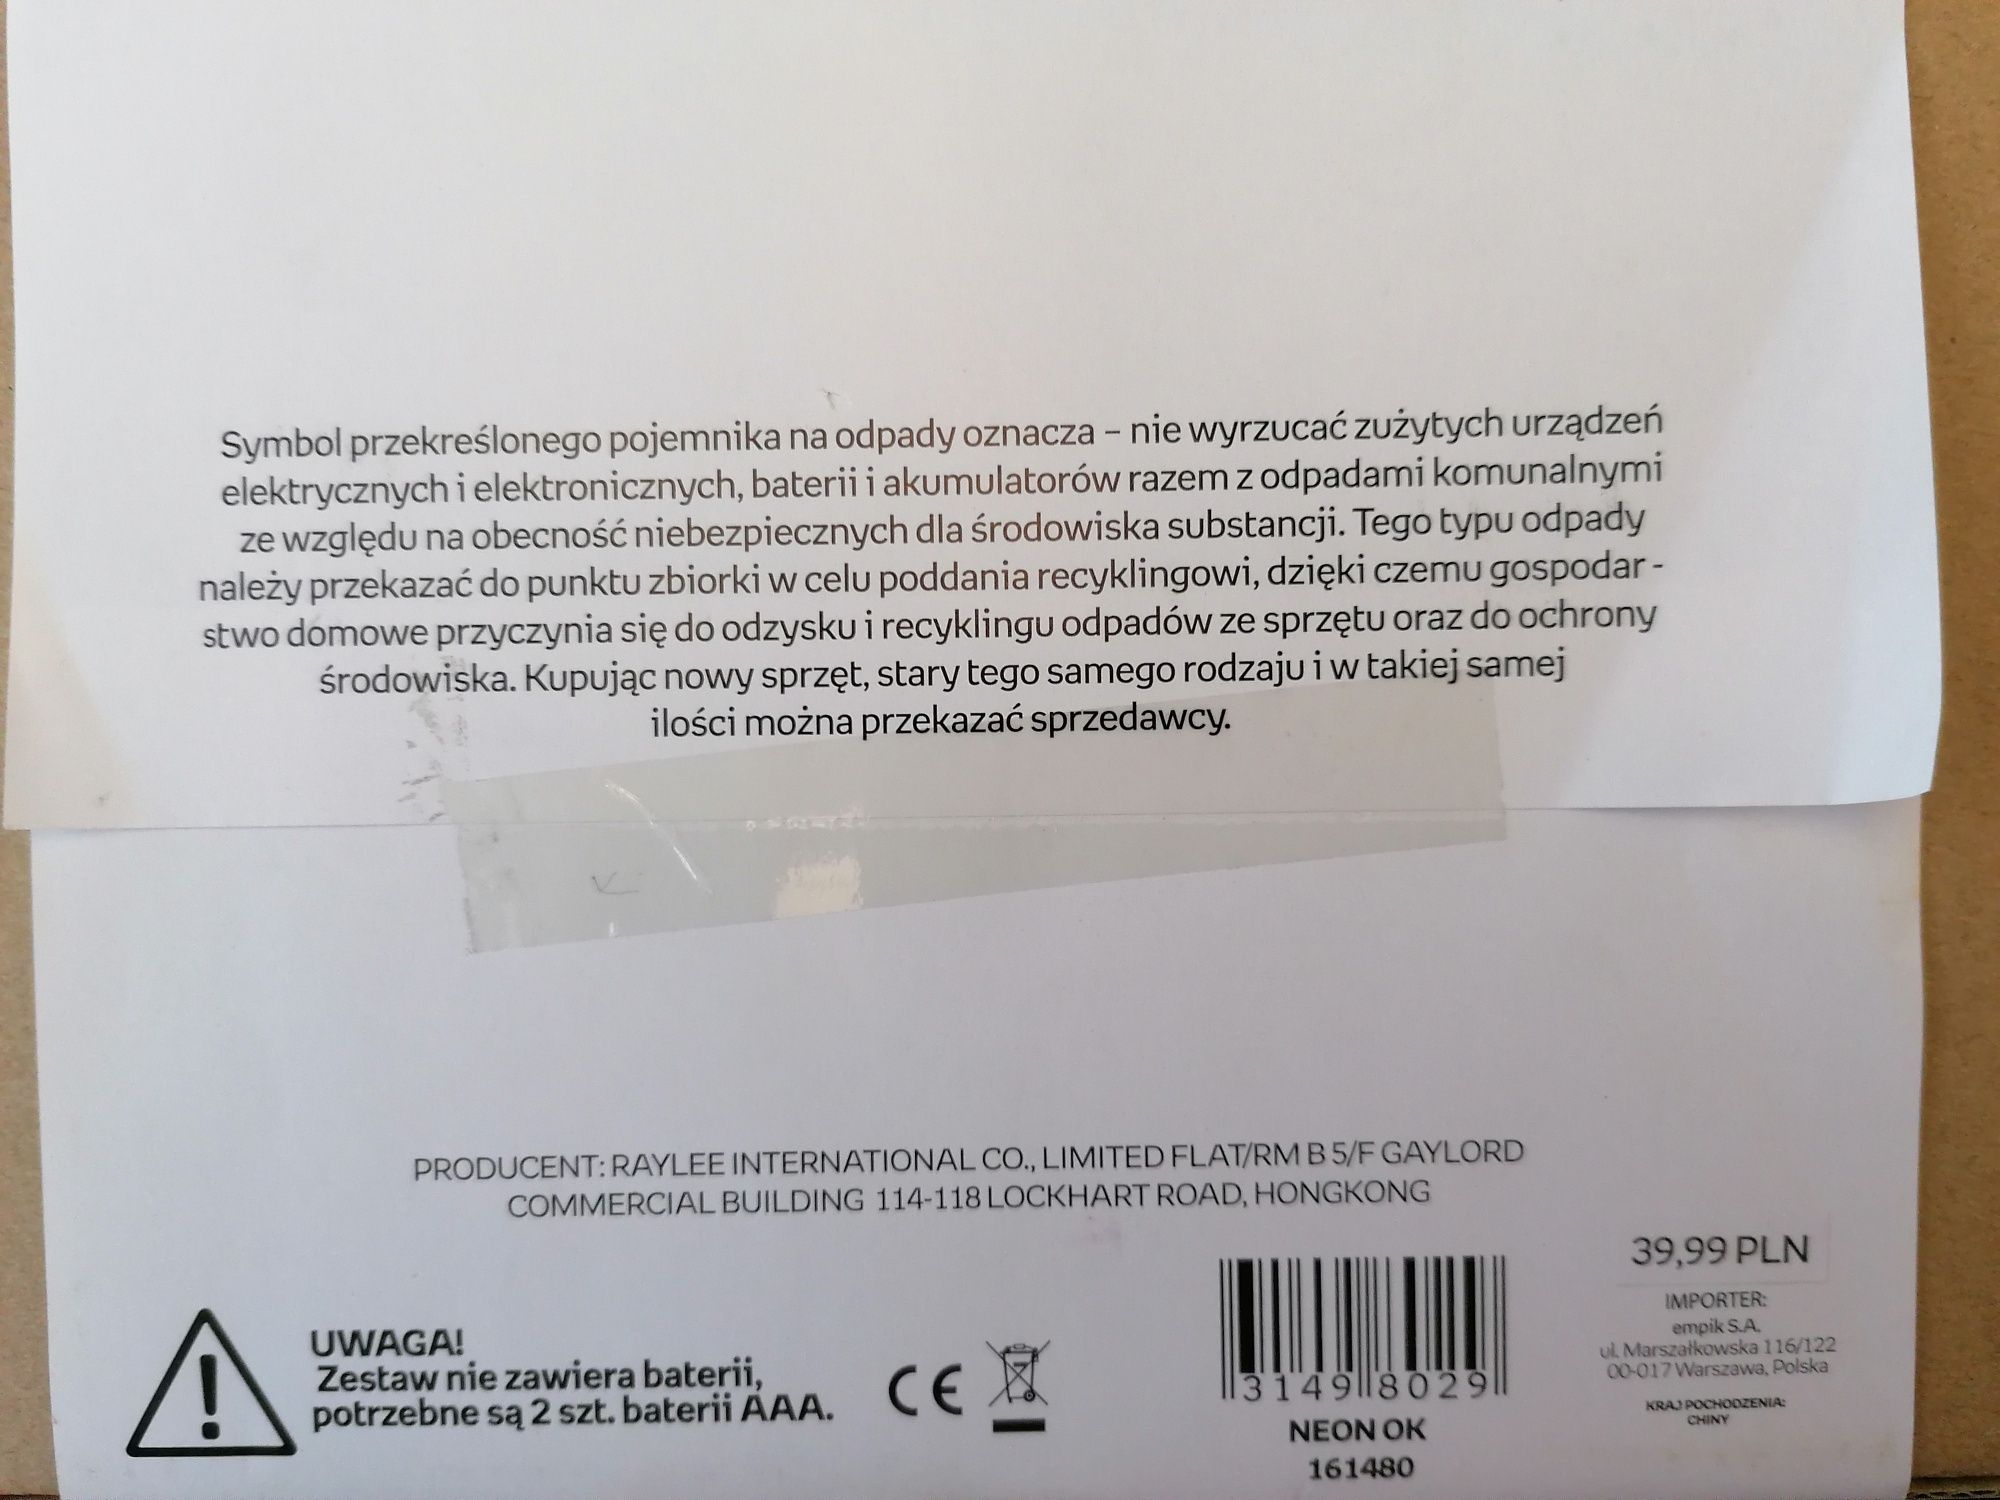 Symbol przekreślonego pojemnika na odpady oznacza – nie wyrzucać zużytych urządzeń
elektrycznych i elektronicznych, baterii i akumulatorów razem z odpadami komunalnymi
ze względu na obecność niebezpiecznych dla środowiska substancji. Tego typu odpady
należy przekazać do punktu zbiorki w celu poddania recyklingowi, dzięki czemu gospodar -
stwo domowe przyczynia się do odzysku i recyklingu odpadów ze sprzętu oraz do ochrony
środowiska. Kupując nowy sprzęt, stary tego samego rodzaju i w takiej samej
ilości można przekazać sprzedawcy.
PRODUCENT: RAYLEE INTERNATIONAL CO., LIMITED FLAT/RM B 5/F GAYLORD
COMMERCIAL BUILDING 114-118 LOCKHART ROAD, HONGKONG
UWAGA!
Zestaw nie zawiera baterii,
potrzebne są 2 szt. baterii AAA.
CE
3149 8029
NEON OK
161480
39,99 PLN
IMPORTER:
empik S.A.
ul. Marszałkowska 116/122
00-017 Warszawa, Polska
KRAJ POCHODZENIA:
CHINY